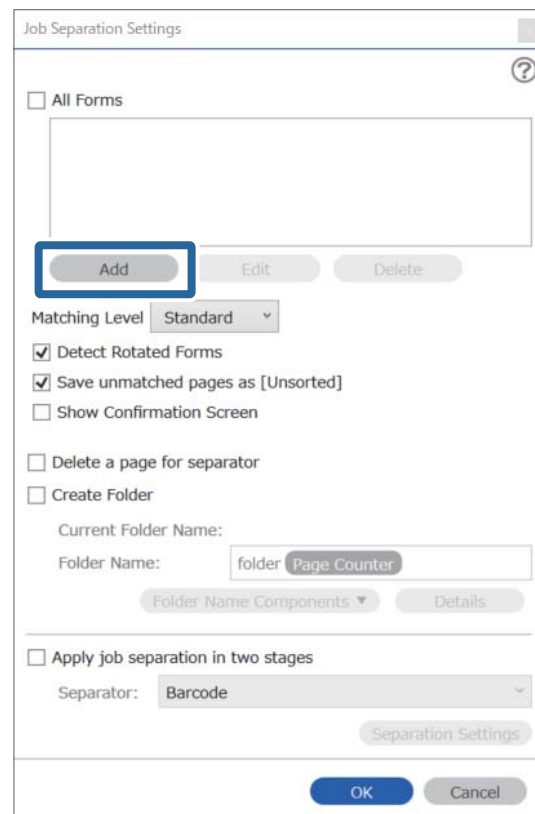 Job Separation Settings
All Forms
Add Edit Delete
Matching Level Standard
Detect Rotated Forms
Save unmatched pages as [Unsorted]
Show Confirmation Screen
Delete a page for separator
Create Folder
Current Folder Name:
Folder Name: folder Page Counter
Folder Name Components Details
Apply job separation in two stages
Separator: Barcode
Separation Settings
OK Cancel